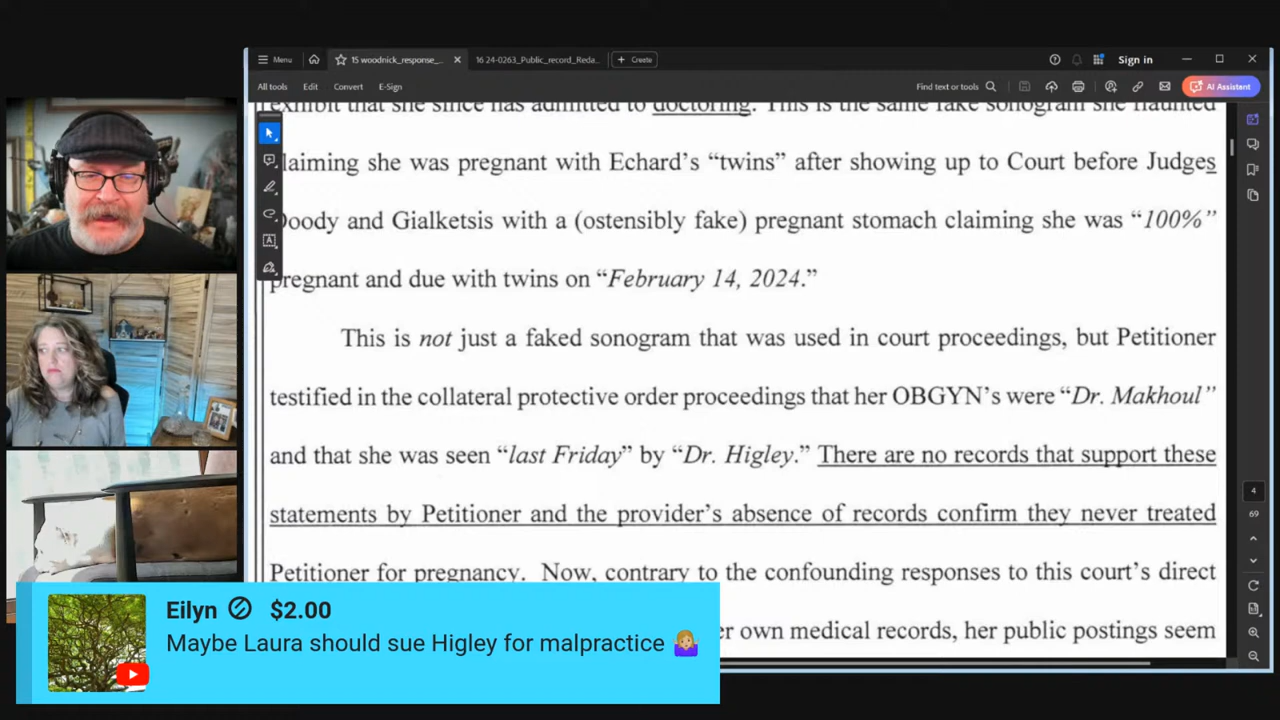 Menu
15 woodnick_response_...
16 24-0263_Public_record_Reda...
Create
Sign in
All tools
Edit
Convert
E-Sign
Find text or tools
AI Assistant
exhibit that she since has admitted to doctoring. This is the same fake sonogram she flaunted
claiming she was pregnant with Echard's “twins” after showing up to Court before Judges
Doody and Gialketsis with a (ostensibly fake) pregnant stomach claiming she was “100%”
pregnant and due with twins on “February 14, 2024.”
This is not just a faked sonogram that was used in court proceedings, but Petitioner
testified in the collateral protective order proceedings that her OBGYN's were “Dr. Makhoul”
and that she was seen “last Friday” by “Dr. Higley.” There are no records that support these
statements by Petitioner and the provider's absence of records confirm they never treated
Petitioner for pregnancy. Now, contrary to the confounding responses to this court's direct
er own medical records, her public postings seem
4
69
Eilyn $2.00
Maybe Laura should sue Higley for malpractice 🤷🏼‍♀️